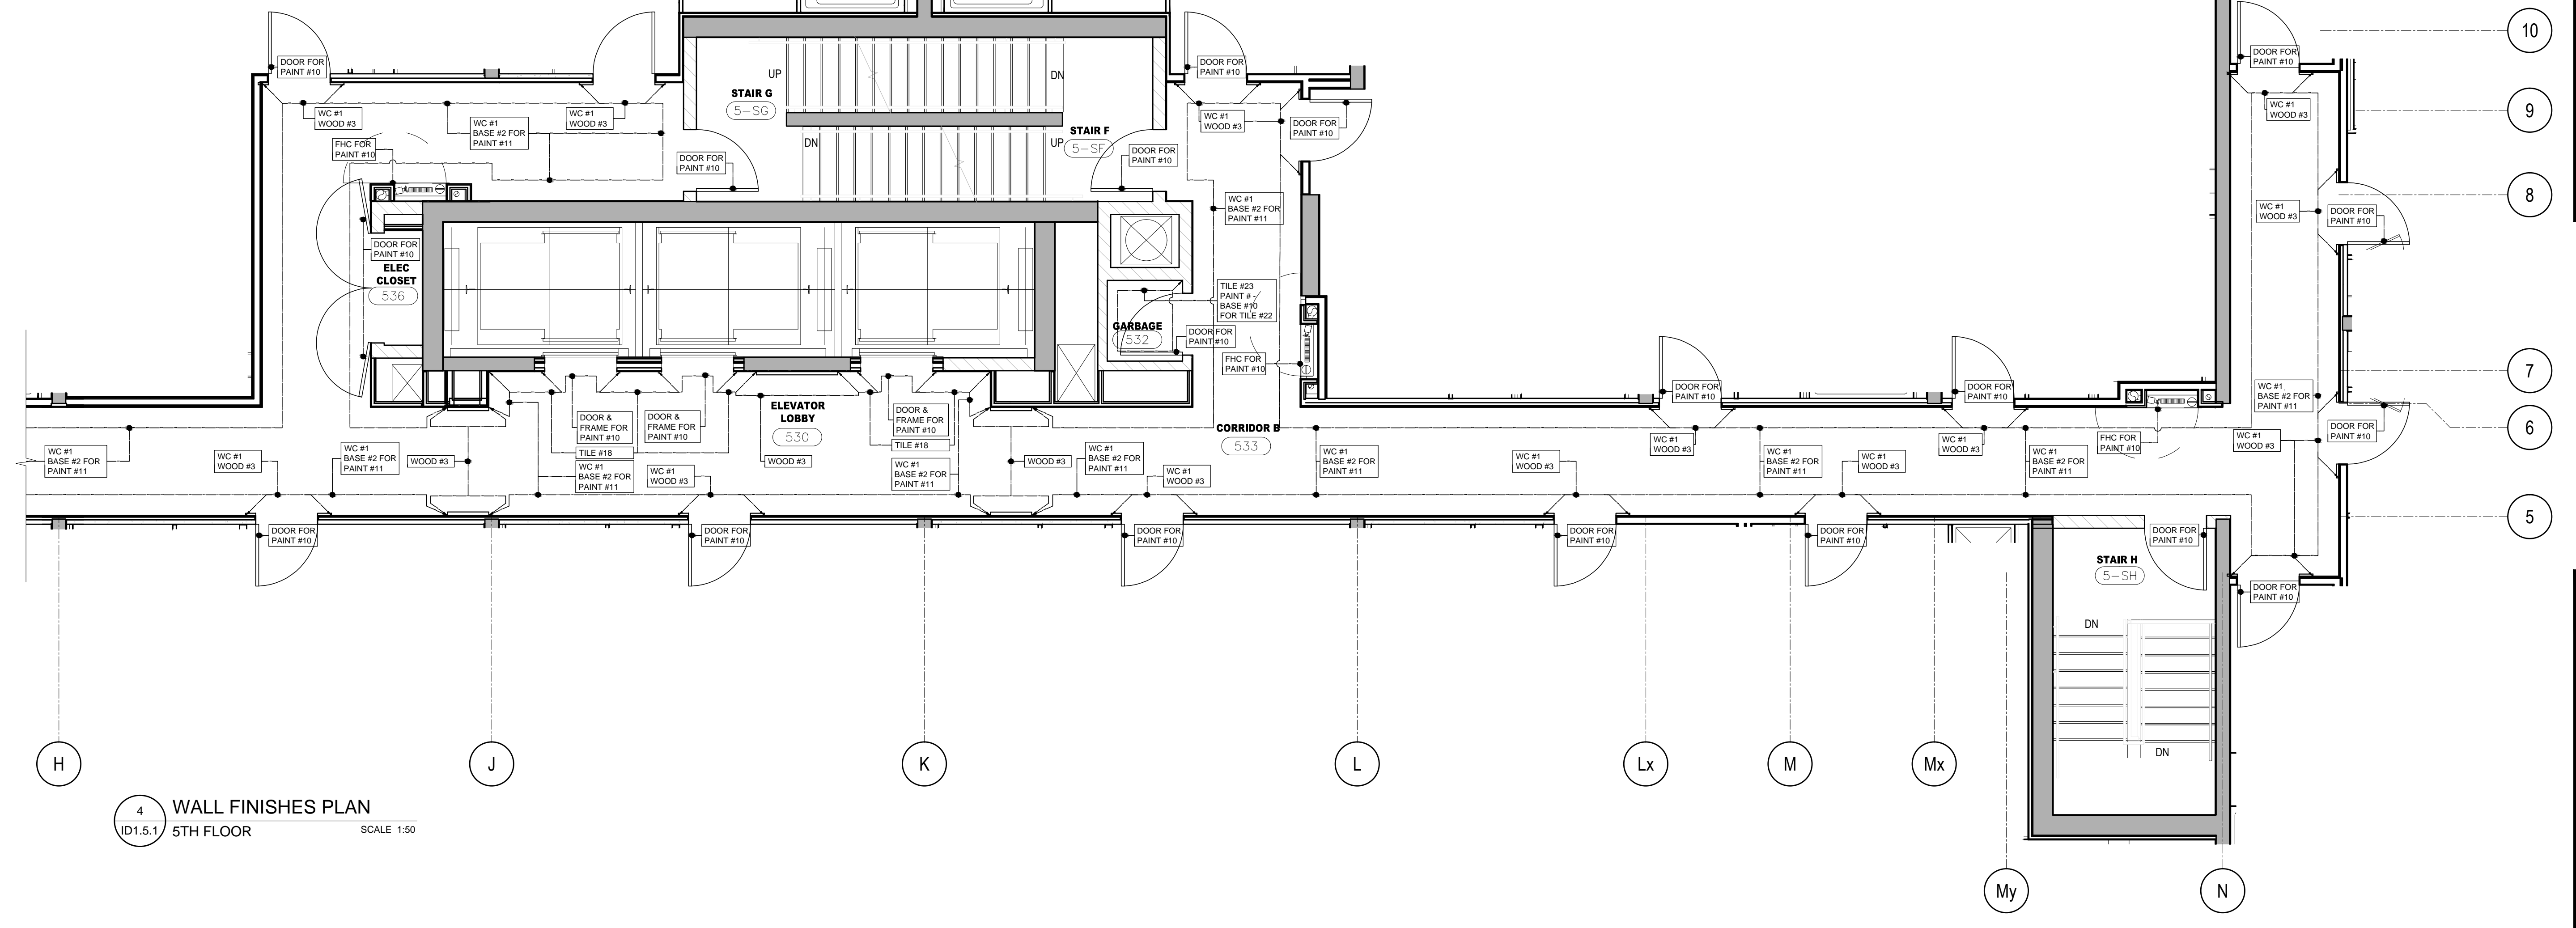 DOOR FOR
PAINT #10
WC #1
WOOD #3
WC #1
BASE #2 FOR
PAINT #11
WC #1
WOOD #3
FHC FOR
PAINT #10
DOOR FOR
PAINT #10
ELEC
CLOSET
536
STAIR G
5-SG
UP
DN
DN
UP
STAIR F
5-SF
DOOR FOR
PAINT #10
DOOR FOR
PAINT #10
DOOR FOR
PAINT #10
WC #1
WOOD #3
DOOR FOR
PAINT #10
WC #1
BASE #2 FOR
PAINT #11
TILE #23
PAINT # -
BASE #10
FOR TILE #22
GARBAGE
532
DOOR FOR
PAINT #10
FHC FOR
PAINT #10
DOOR FOR
PAINT #10
WC #1
WOOD #3
WC #1
WOOD #3
DOOR FOR
PAINT #10
WC #1
BASE #2 FOR
PAINT #11
DOOR FOR
PAINT #10
WC #1
WOOD #3
FHC FOR
PAINT #10
10
9
8
7
6
5
DOOR FOR
PAINT #10
DOOR FOR
PAINT #10
WC #1
BASE #2 FOR
PAINT #11
WC #1
WOOD #3
WC #1
BASE #2 FOR
PAINT #11
WOOD #3
DOOR &
FRAME FOR
PAINT #10
DOOR &
FRAME FOR
PAINT #10
TILE #18
WC #1
BASE #2 FOR
PAINT #11
WC #1
WOOD #3
ELEVATOR
LOBBY
530
WOOD #3
DOOR &
FRAME FOR
PAINT #10
TILE #18
WC #1
BASE #2 FOR
PAINT #11
WOOD #3
WC #1
BASE #2 FOR
PAINT #11
WC #1
WOOD #3
CORRIDOR B
533
WC #1
BASE #2 FOR
PAINT #11
WC #1
WOOD #3
WC #1
WOOD #3
WC #1
BASE #2 FOR
PAINT #11
WC #1
WOOD #3
WC #1
WOOD #3
WC #1
BASE #2 FOR
PAINT #11
DOOR FOR
PAINT #10
DOOR FOR
PAINT #10
DOOR FOR
PAINT #10
DOOR FOR
PAINT #10
DOOR FOR
PAINT #10
DOOR FOR
PAINT #10
STAIR H
5-SH
DOOR FOR
PAINT #10
DN
DN
H
J
K
L
Lx
M
Mx
My
N
4
ID1.5.1
WALL FINISHES PLAN
5TH FLOOR
SCALE 1:50